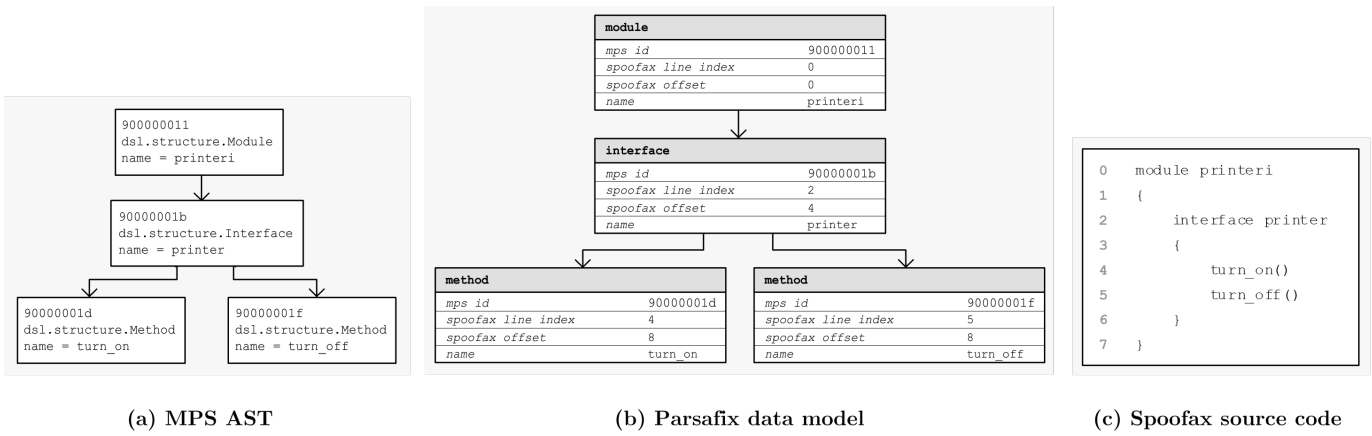 900000011
dsl.structure.Module
name = printeri
90000001b
dsl.structure.Interface
name = printer
90000001d
dsl.structure.Method
name = turn_on
90000001f
dsl.structure.Method
name = turn_off
(a) MPS AST
module
mps id 900000011
spoofax line index 0
spoofax offset 0
name printeri
interface
mps id 90000001b
spoofax line index 2
spoofax offset 4
name printer
method
mps id 90000001d
spoofax line index 4
spoofax offset 8
name turn_on
method
mps id 90000001f
spoofax line index 5
spoofax offset 8
name turn_off
(b) Parsafix data model
0 module printeri
1 {
2 interface printer
3 {
4 turn_on()
5 turn_off()
6 }
7 }
(c) Spoofax source code